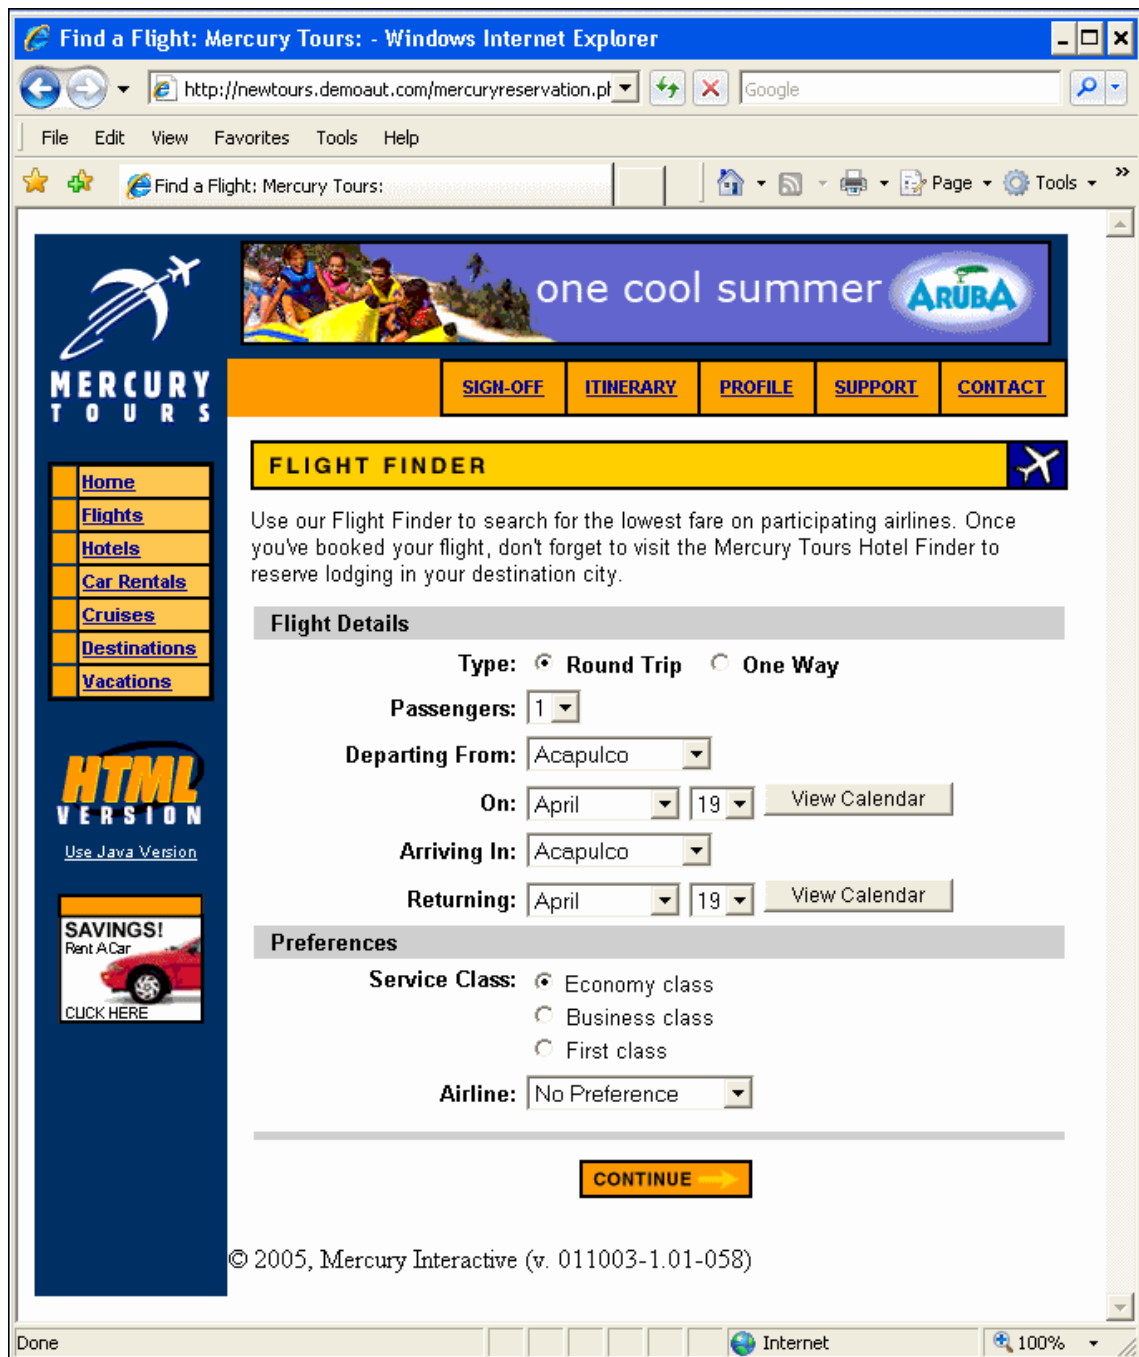 Find a Flight: Mercury Tours: - Windows Internet Explorer
http://newtours.demoaut.com/mercuryreservation.ph
Google
File Edit View Favorites Tools Help
Find a Flight: Mercury Tours:
Page Tools
one cool summer ARUBA
MERCURY
TOURS
SIGN-OFF ITINERARY PROFILE SUPPORT CONTACT
FLIGHT FINDER
Home
Flights
Hotels
Car Rentals
Cruises
Destinations
Vacations
HTML
VERSION
Use Java Version
SAVINGS!
Rent A Car
CLICK HERE
Use our Flight Finder to search for the lowest fare on participating airlines. Once
you've booked your flight, don't forget to visit the Mercury Tours Hotel Finder to
reserve lodging in your destination city.
Flight Details
Type: Round Trip One Way
Passengers: 1
Departing From: Acapulco
On: April 19 View Calendar
Arriving In: Acapulco
Returning: April 19 View Calendar
Preferences
Service Class: Economy class
Business class
First class
Airline: No Preference
CONTINUE
© 2005, Mercury Interactive (v. 011003-1.01-058)
Done Internet 100%